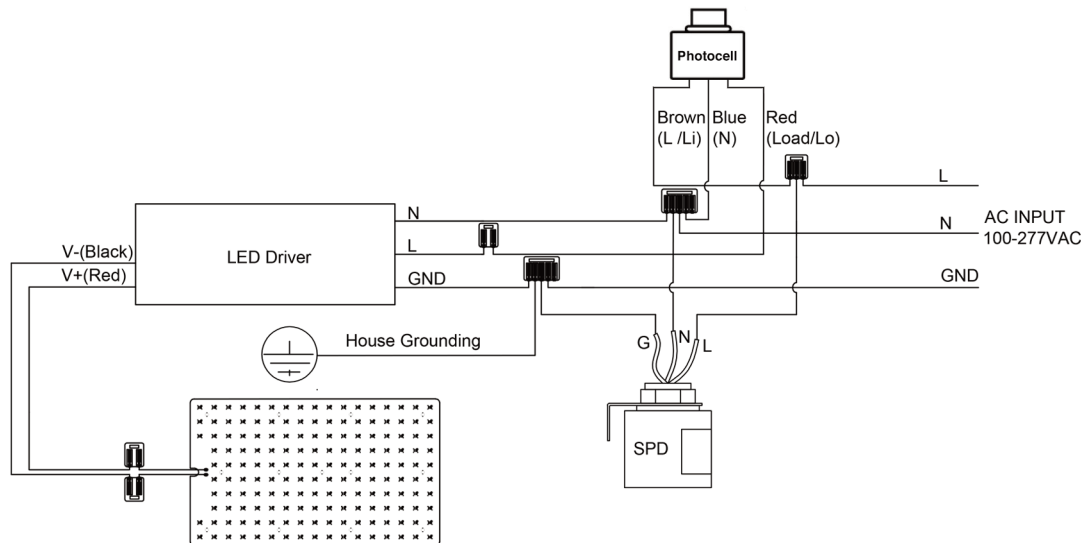 Photocell
Brown
(L /Li)
Blue
(N)
Red
(Load/Lo)
L
N
AC INPUT
100-277VAC
N
L
GND
GND
LED Driver
V-(Black)
V+(Red)
House Grounding
G
N
L
SPD